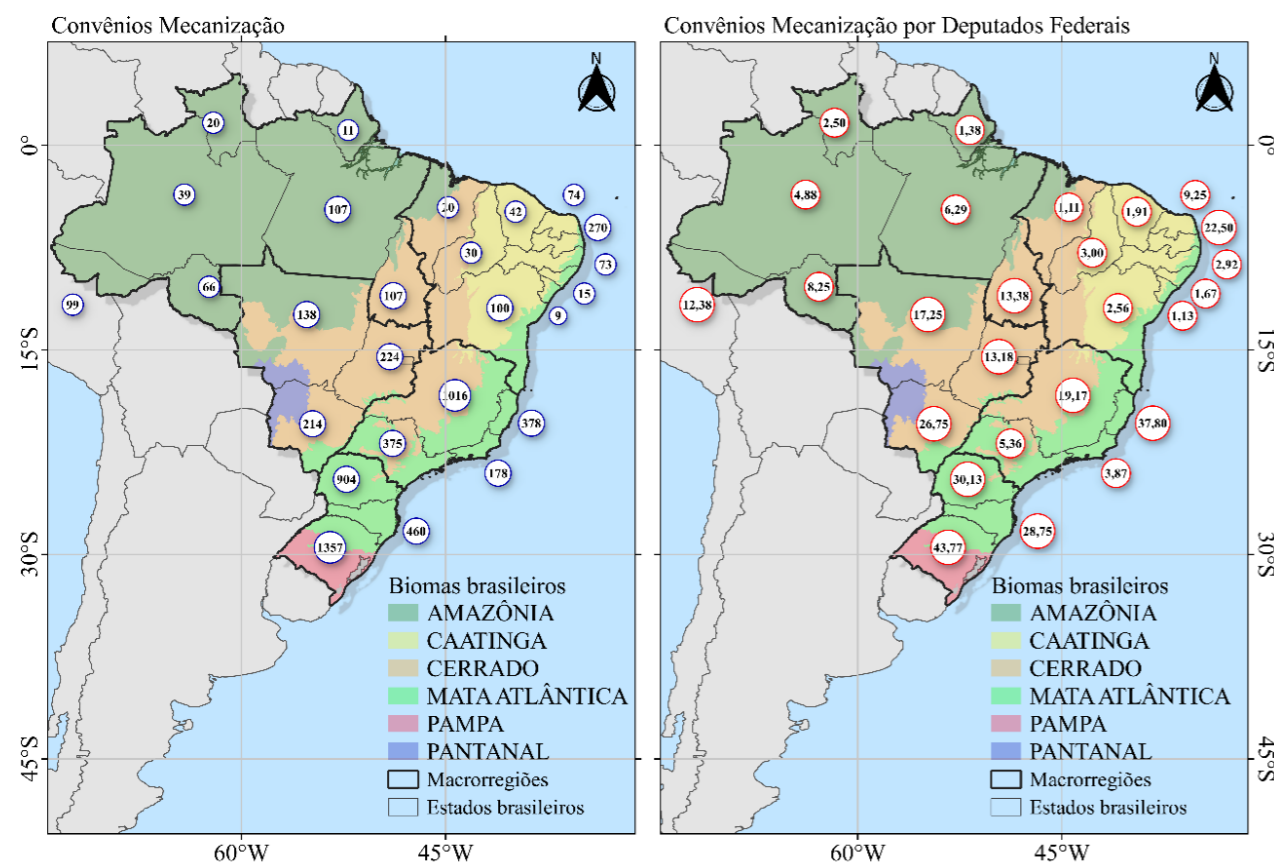 Convênios Mecanização
N
0°
15°S
30°S
45°S
60°W
45°W
20
11
39
107
20
42
74
270
30
73
66
107
15
99
138
100
9
224
1016
214
375
378
904
178
460
1357
Biomas brasileiros
AMAZÔNIA
CAATINGA
CERRADO
MATA ATLÂNTICA
PAMPA
PANTANAL
Macrorregiões
Estados brasileiros
Convênios Mecanização por Deputados Federais
N
2,50
1,38
4,88
6,29
1,11
1,91
9,25
22,50
3,00
2,92
8,25
13,38
1,67
12,38
17,25
2,56
1,13
13,18
19,17
26,75
5,36
37,80
30,13
3,87
28,75
43,77
Biomas brasileiros
AMAZÔNIA
CAATINGA
CERRADO
MATA ATLÂNTICA
PAMPA
PANTANAL
Macrorregiões
Estados brasileiros
0°
15°S
30°S
45°S
60°W
45°W